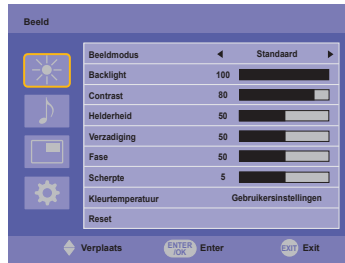 Beeld
Beeldmodus Standaard
Backlight 100
Contrast 80
Helderheid 50
Verzadiging 50
Fase 50
Scherpte 5
Kleurtemperatuur Gebruikersinstellingen
Reset
Verplaats ENTER /OK Enter EXIT Exit